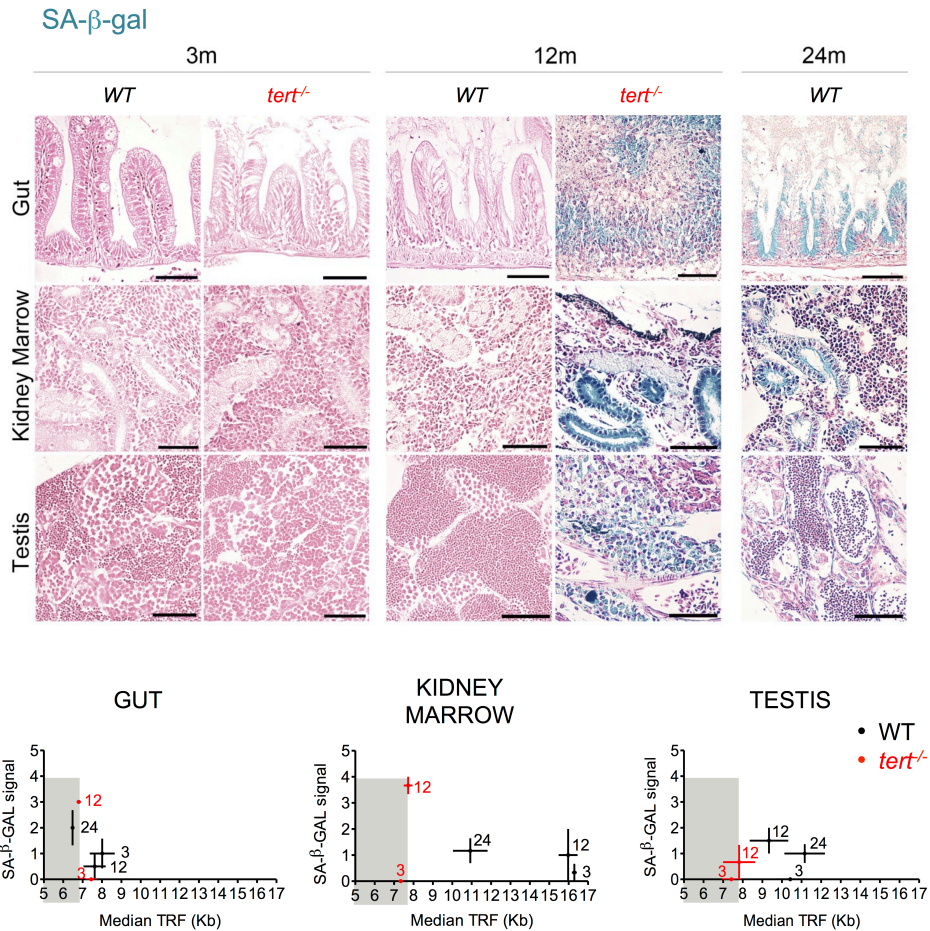 SA-β-gal
3m 12m 24m
WT tert-/- WT tert-/- WT
Gut
Kidney Marrow
Testis
GUT
KIDNEY
MARROW
TESTIS
WT
tert-/-
SA-β-GAL signal
5
4
3
2
1
0
12
24
3
12
3
5 6 7 8 9 10 11 12 13 14 15 16 17
Median TRF (Kb)
SA-β-GAL signal
5
4
3
2
1
0
12
24
12
3
3
5 6 7 8 9 10 11 12 13 14 15 16 17
Median TRF (Kb)
SA-β-GAL signal
5
4
3
2
1
0
12
24
12
3
3
5 6 7 8 9 10 11 12 13 14 15 16 17
Median TRF (Kb)